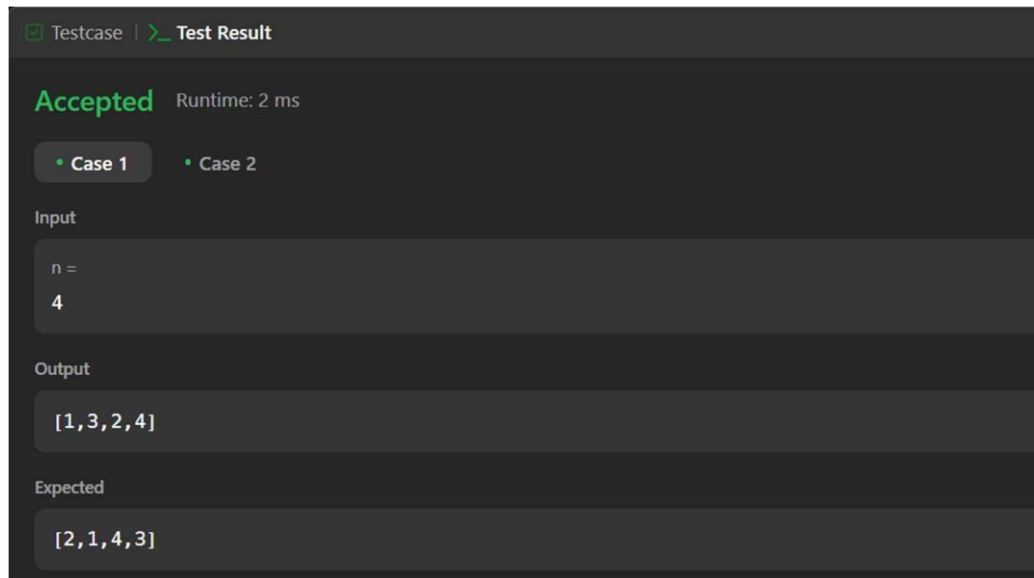 Testcase | >_ Test Result
Accepted Runtime: 2 ms
• Case 1 • Case 2
Input
n =
4
Output
[1,3,2,4]
Expected
[2,1,4,3]